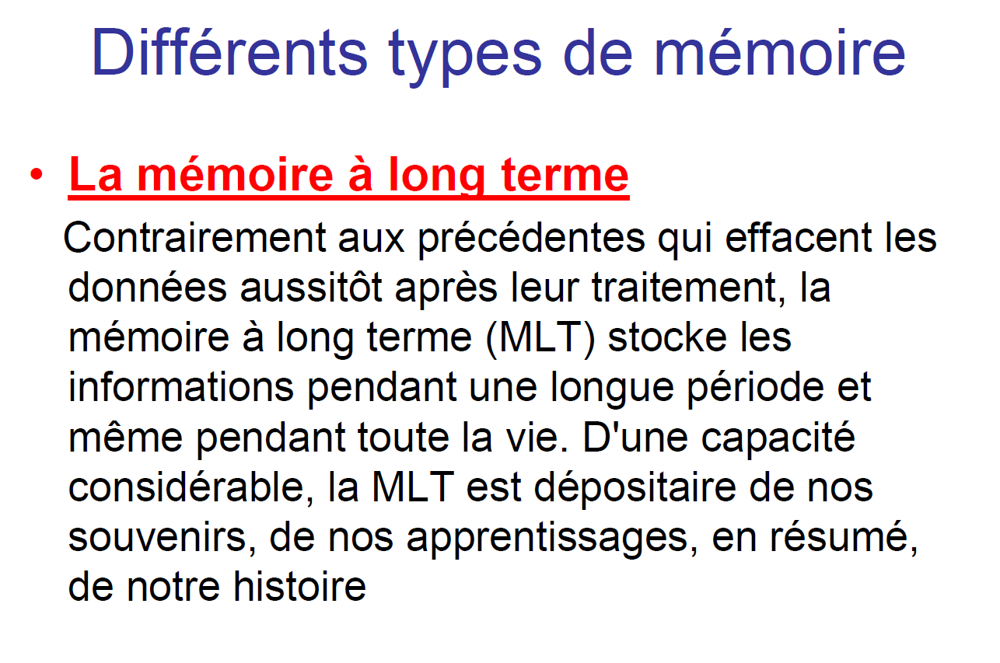 Différents types de mémoire
• La mémoire à long terme
Contrairement aux précédentes qui effacent les
données aussitôt après leur traitement, la
mémoire à long terme (MLT) stocke les
informations pendant une longue période et
même pendant toute la vie. D'une capacité
considérable, la MLT est dépositaire de nos
souvenirs, de nos apprentissages, en résumé,
de notre histoire